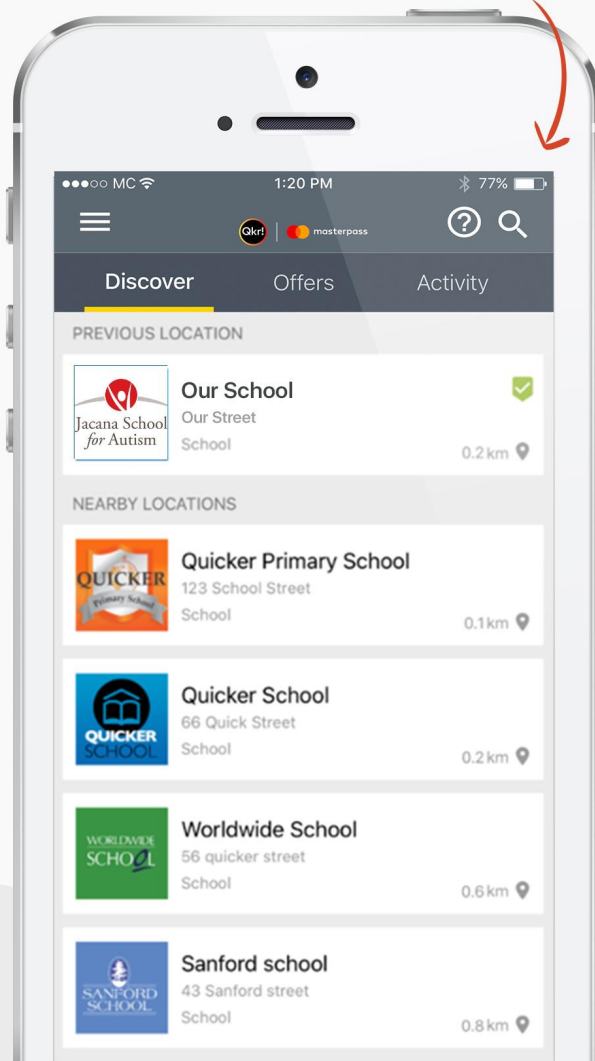 MC 1:20 PM 77%
Qkr! masterpass
?
Discover Offers Activity
PREVIOUS LOCATION
Jacana School
for Autism
Our School
Our Street
School
0.2 km
NEARBY LOCATIONS
QUICKER
Primary School
Quicker Primary School
123 School Street
School
0.1 km
QUICKER
SCHOOL
Quicker School
66 Quick Street
School
0.2 km
WORLDWIDE
SCHOOL
Worldwide School
56 quicker street
School
0.6 km
SANFORD
SCHOOL
Sanford school
43 Sanford street
School
0.8 km